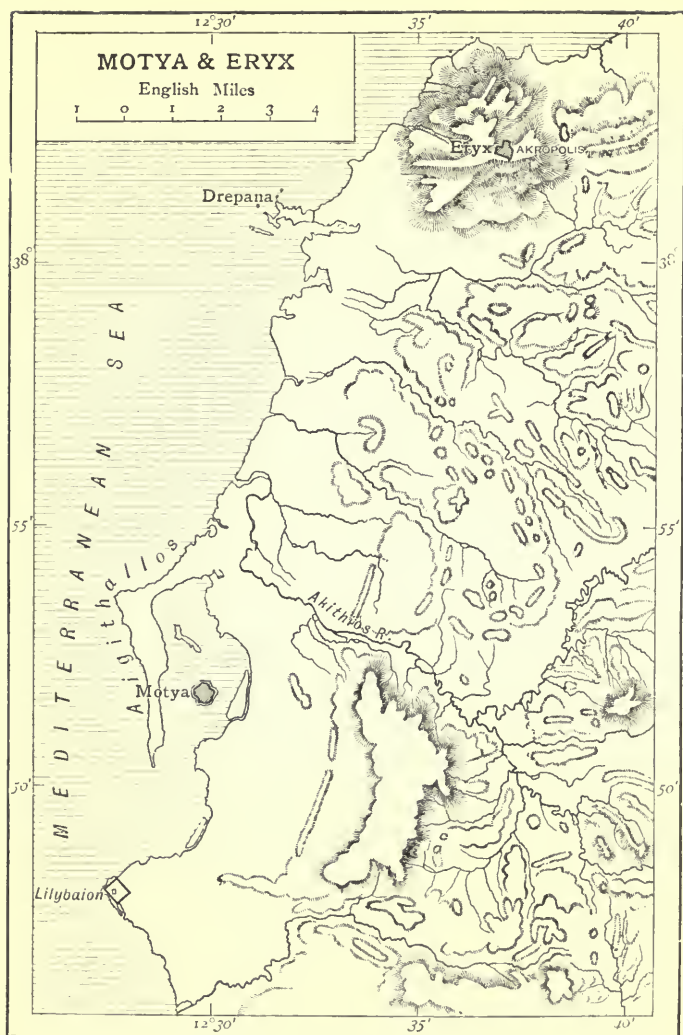 12°30'
35'
40'
MOTYA & ERYX
English Miles
1 0 1 2 3 4
Eryx
AKROPOLIS
Drepana
38°
38°
MEDITERRANEAN SEA
55'
55'
Aigithallos
Akithios R.
Motya
50'
50'
Lilybaion
12°30'
35'
40'